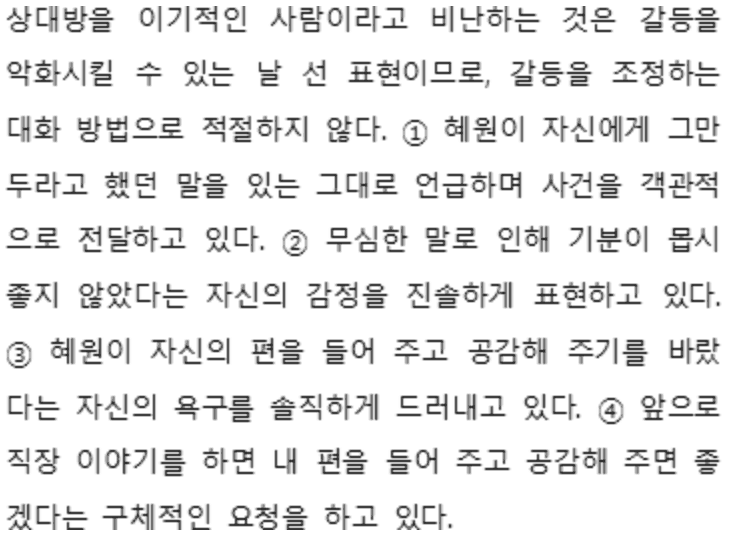 상대방을 이기적인 사람이라고 비난하는 것은 갈등을
악화시킬 수 있는 날 선 표현이므로, 갈등을 조정하는
대화 방법으로 적절하지 않다. ① 혜원이 자신에게 그만
두라고 했던 말을 있는 그대로 언급하며 사건을 객관적
으로 전달하고 있다. ② 무심한 말로 인해 기분이 몹시
좋지 않았다는 자신의 감정을 진솔하게 표현하고 있다.
③ 혜원이 자신의 편을 들어 주고 공감해 주기를 바랐
다는 자신의 욕구를 솔직하게 드러내고 있다. ④ 앞으로
직장 이야기를 하면 내 편을 들어 주고 공감해 주면 좋
겠다는 구체적인 요청을 하고 있다.